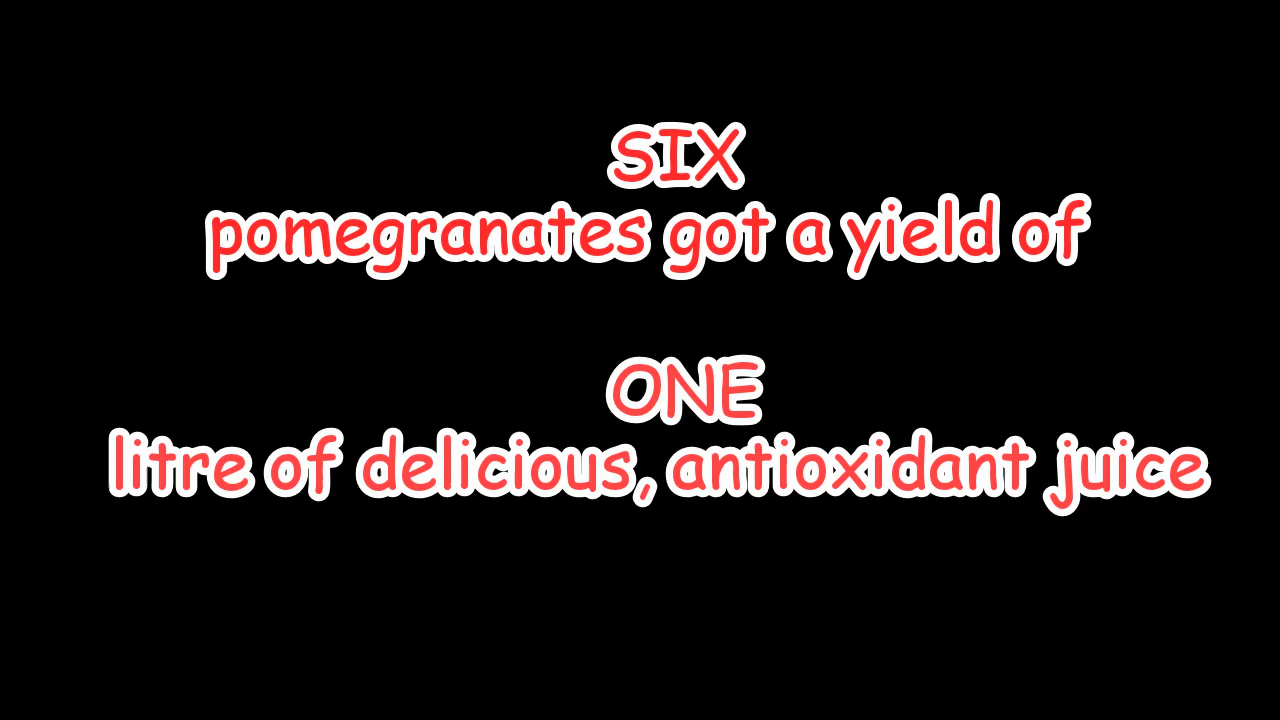 SIX
pomegranates got a yield of
ONE
litre of delicious, antioxidant juice